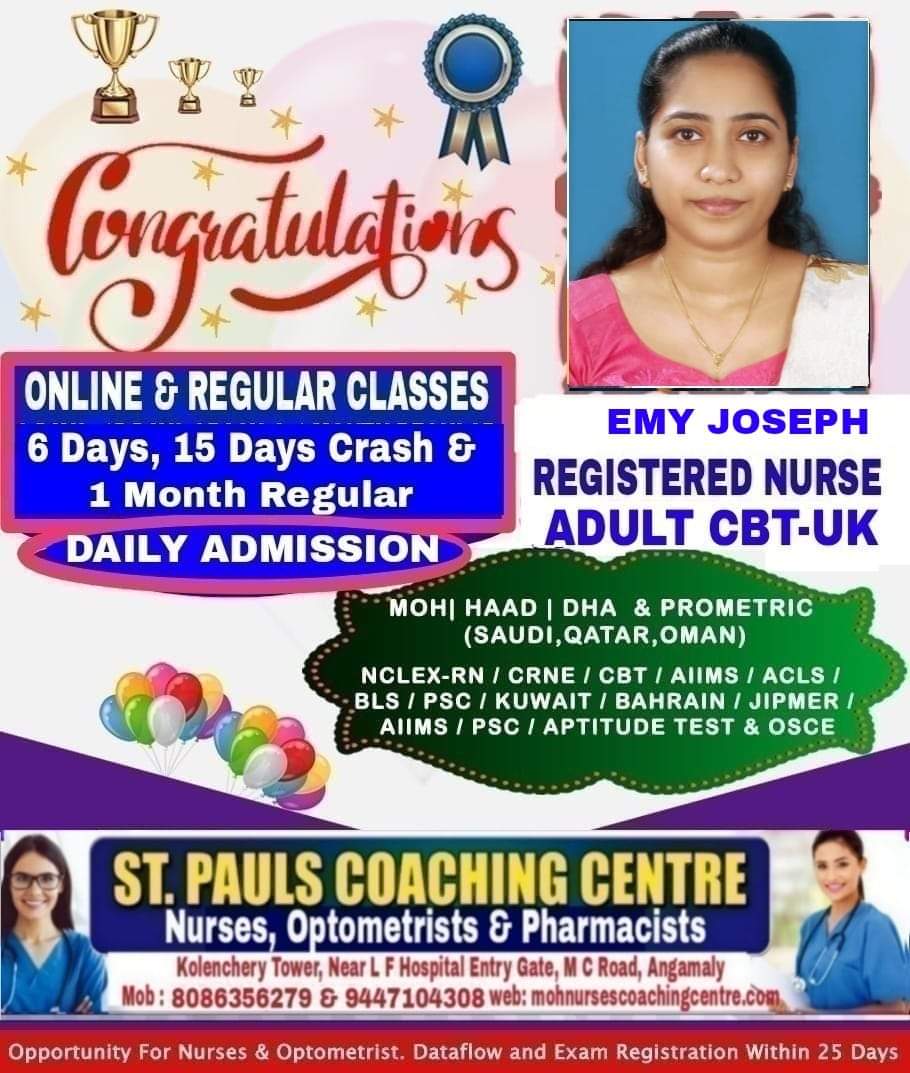 Congratulations
ONLINE & REGULAR CLASSES
6 Days, 15 Days Crash &
1 Month Regular
DAILY ADMISSION
EMY JOSEPH
REGISTERED NURSE
ADULT CBT-UK
MOH| HAAD | DHA & PROMETRIC
(SAUDI,QATAR,OMAN)
NCLEX-RN / CRNE / CBT / AIIMS / ACLS /
BLS / PSC / KUWAIT / BAHRAIN / JIPMER /
AIIMS / PSC / APTITUDE TEST & OSCE
ST. PAULS COACHING CENTRE
Nurses, Optometrists & Pharmacists
Kolenchery Tower, Near L F Hospital Entry Gate, M C Road, Angamaly
Mob : 8086356279 & 9447104308 web: mohnursescoachingcentre.com
Opportunity For Nurses & Optometrist. Dataflow and Exam Registration Within 25 Days